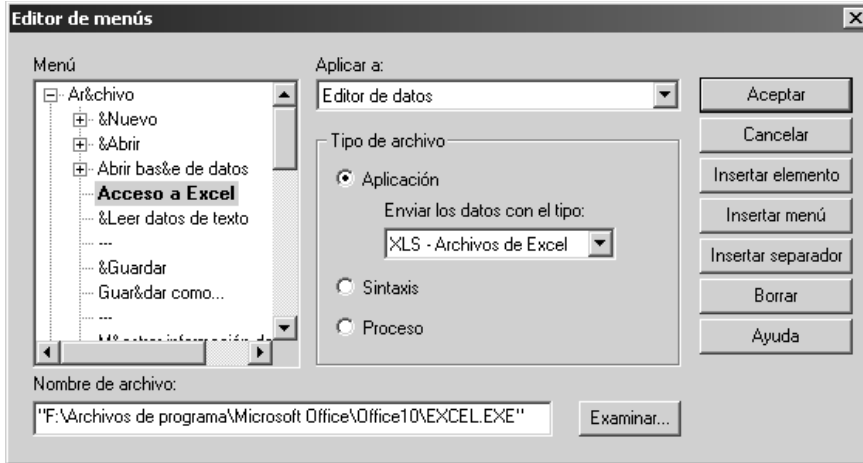 Editor de menús
Menú
Ar&chivo
&Nuevo
&Abrir
Abrir bas&e de datos
Acceso a Excel
&Leer datos de texto
---
&Guardar
Guar&dar como...
---
Aplicar a:
Editor de datos
Tipo de archivo
Aplicación
Enviar los datos con el tipo:
XLS - Archivos de Excel
Sintaxis
Proceso
Aceptar
Cancelar
Insertar elemento
Insertar menú
Insertar separador
Borrar
Ayuda
Nombre de archivo:
"F:\Archivos de programa\Microsoft Office\Office10\EXCEL.EXE"
Examinar...